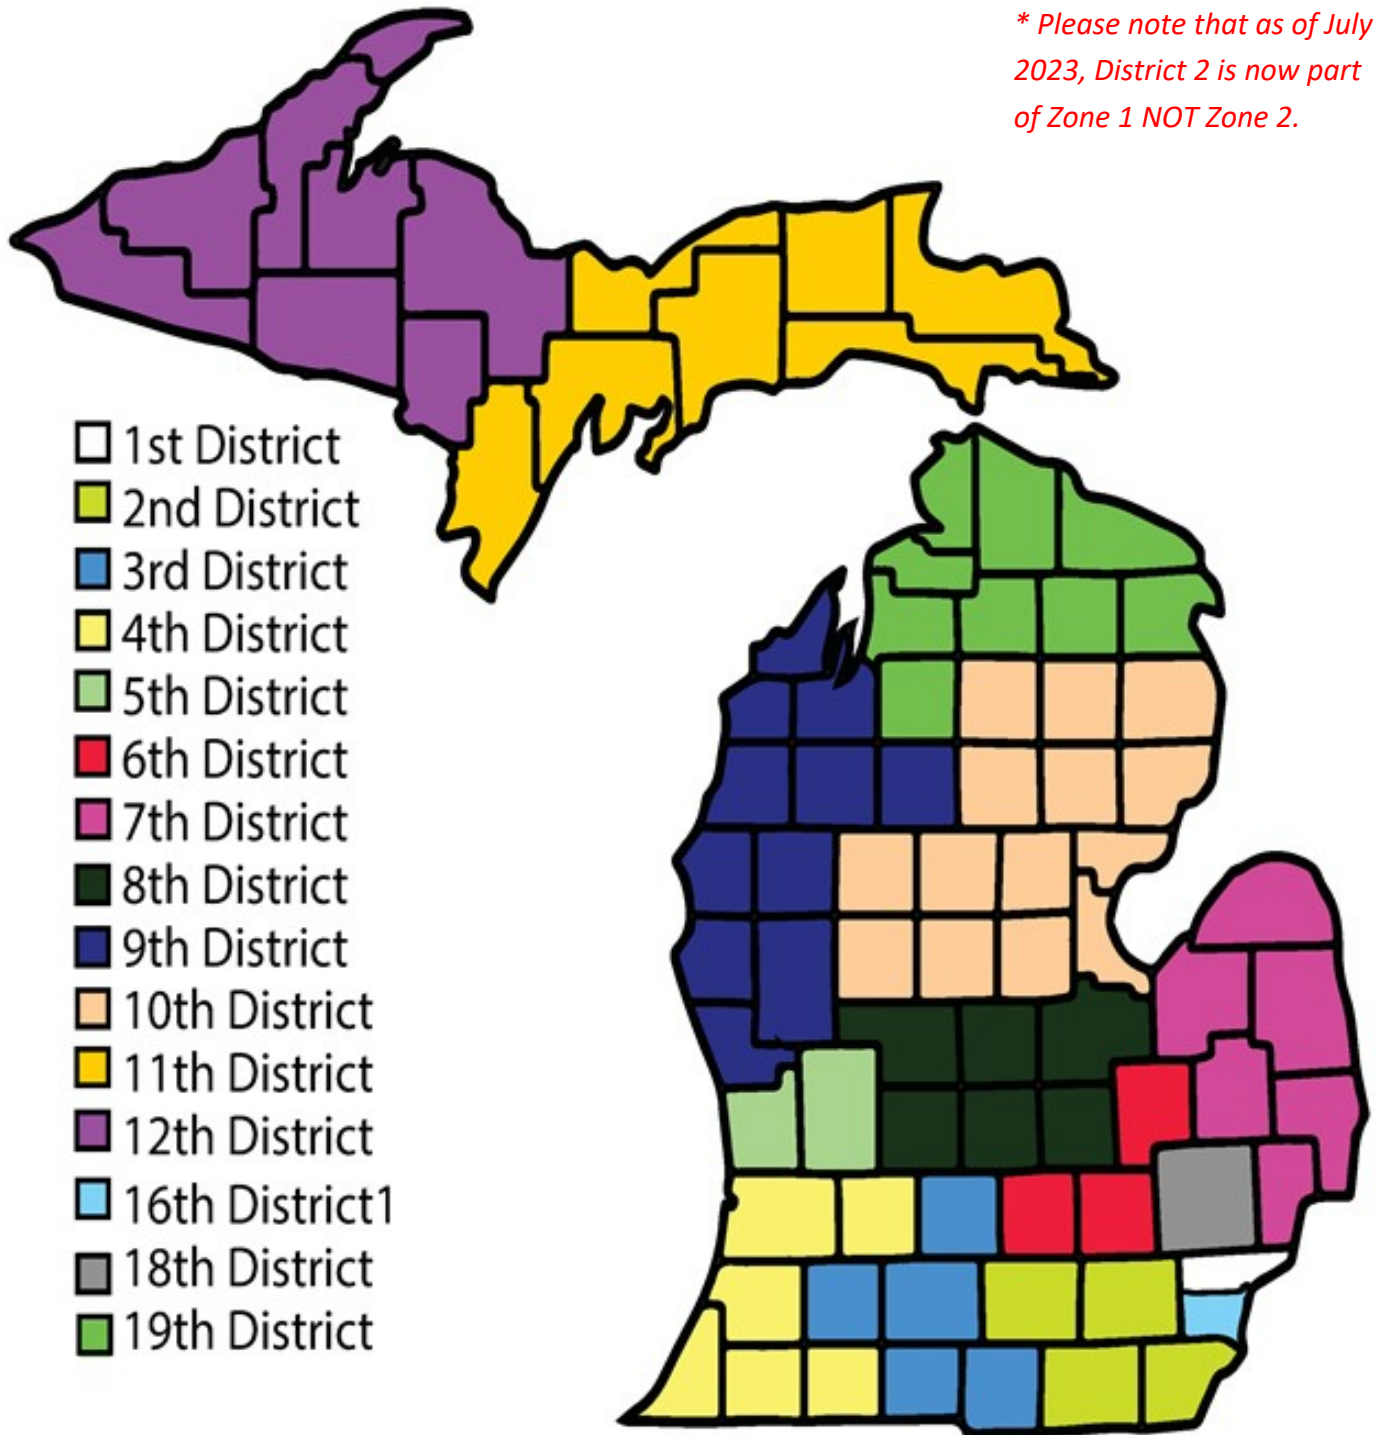 * Please note that as of July
2023, District 2 is now part
of Zone 1 NOT Zone 2.
1st District
2nd District
3rd District
4th District
5th District
6th District
7th District
8th District
9th District
10th District
11th District
12th District
16th District1
18th District
19th District